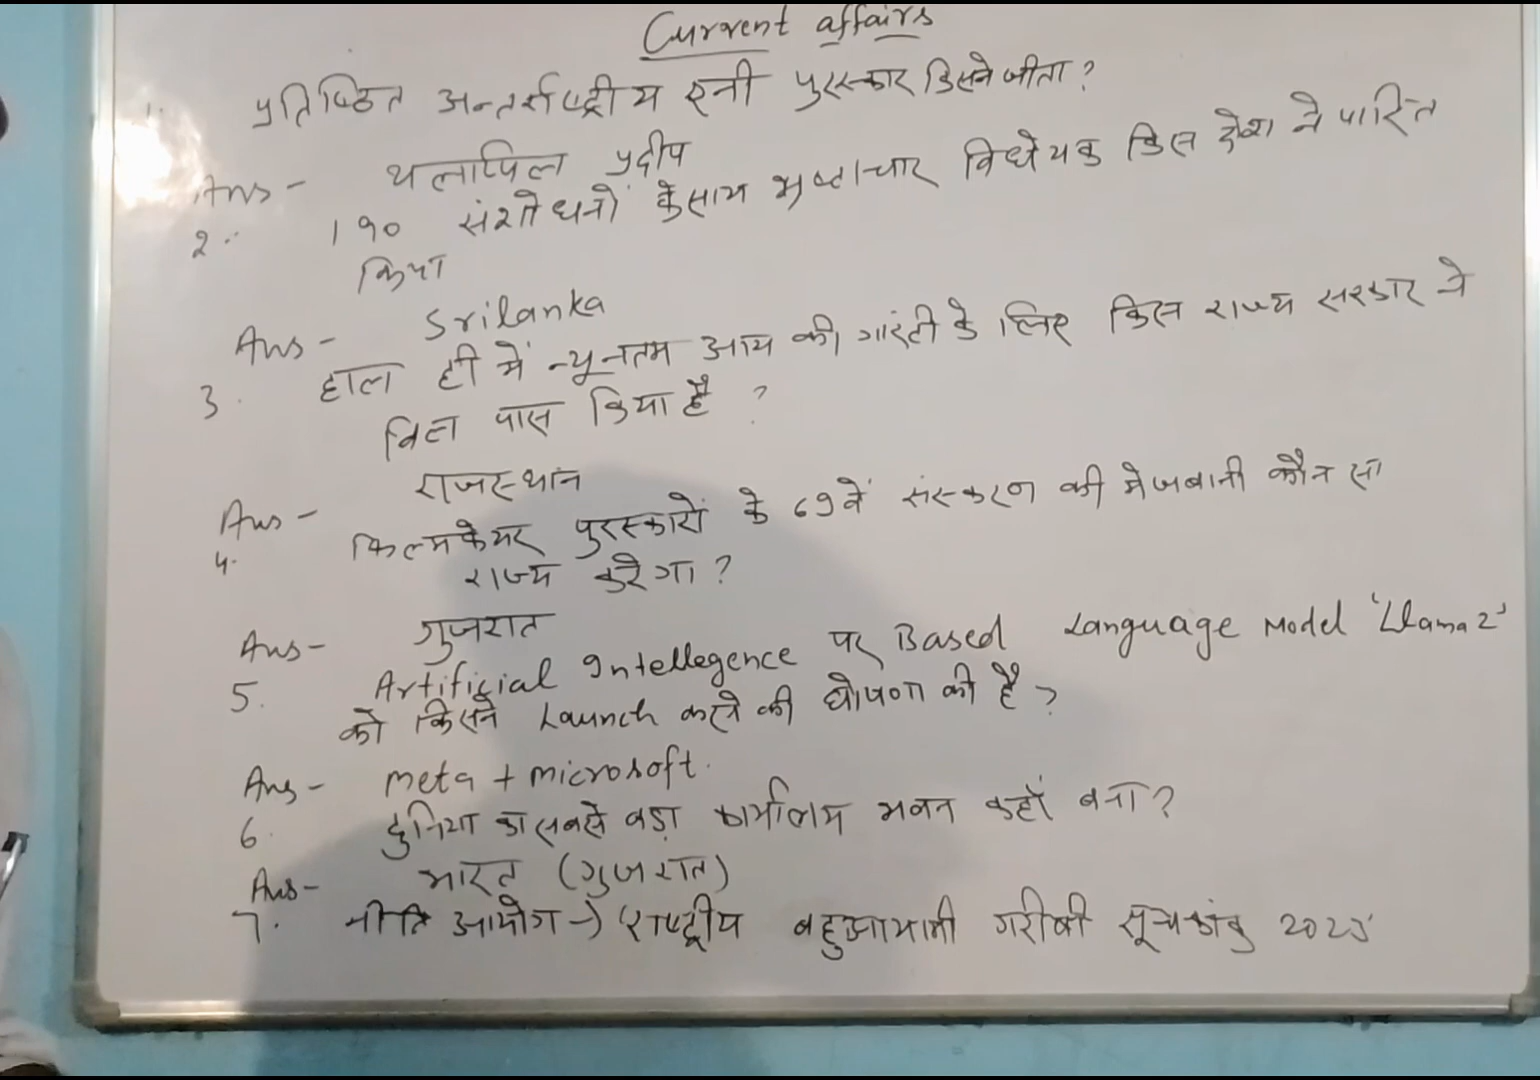 Current affairs
1. प्रतिष्ठित अन्तर्राष्ट्रीय एनी पुरस्कार किसने जीता?
Ans - थलाप्पिल प्रदीप
2. 190 संशोधनों के साथ भ्रष्टाचार विधेयक किस देश ने पारित
किया
Ans - Srilanka
3. हाल ही में न्यूनतम आय की गारंटी के लिए किस राज्य सरकार ने
बिल पास किया है ?
Ans - राजस्थान
4. फिल्मफेयर पुरस्कारों के 69वें संस्करण की मेजबानी कौन सा
राज्य करेगा ?
Ans - गुजरात
5. Artificial Intellegence पर Based Language Model 'Llama 2'
को किसने Launch करने की घोषणा की है ?
Ans - meta + microsoft.
6. दुनिया का सबसे बड़ा कार्यालय भवन कहाँ बना ?
Ans - भारत (गुजरात)
7. नीति आयोग → राष्ट्रीय बहुआयामी गरीबी सूचकांक